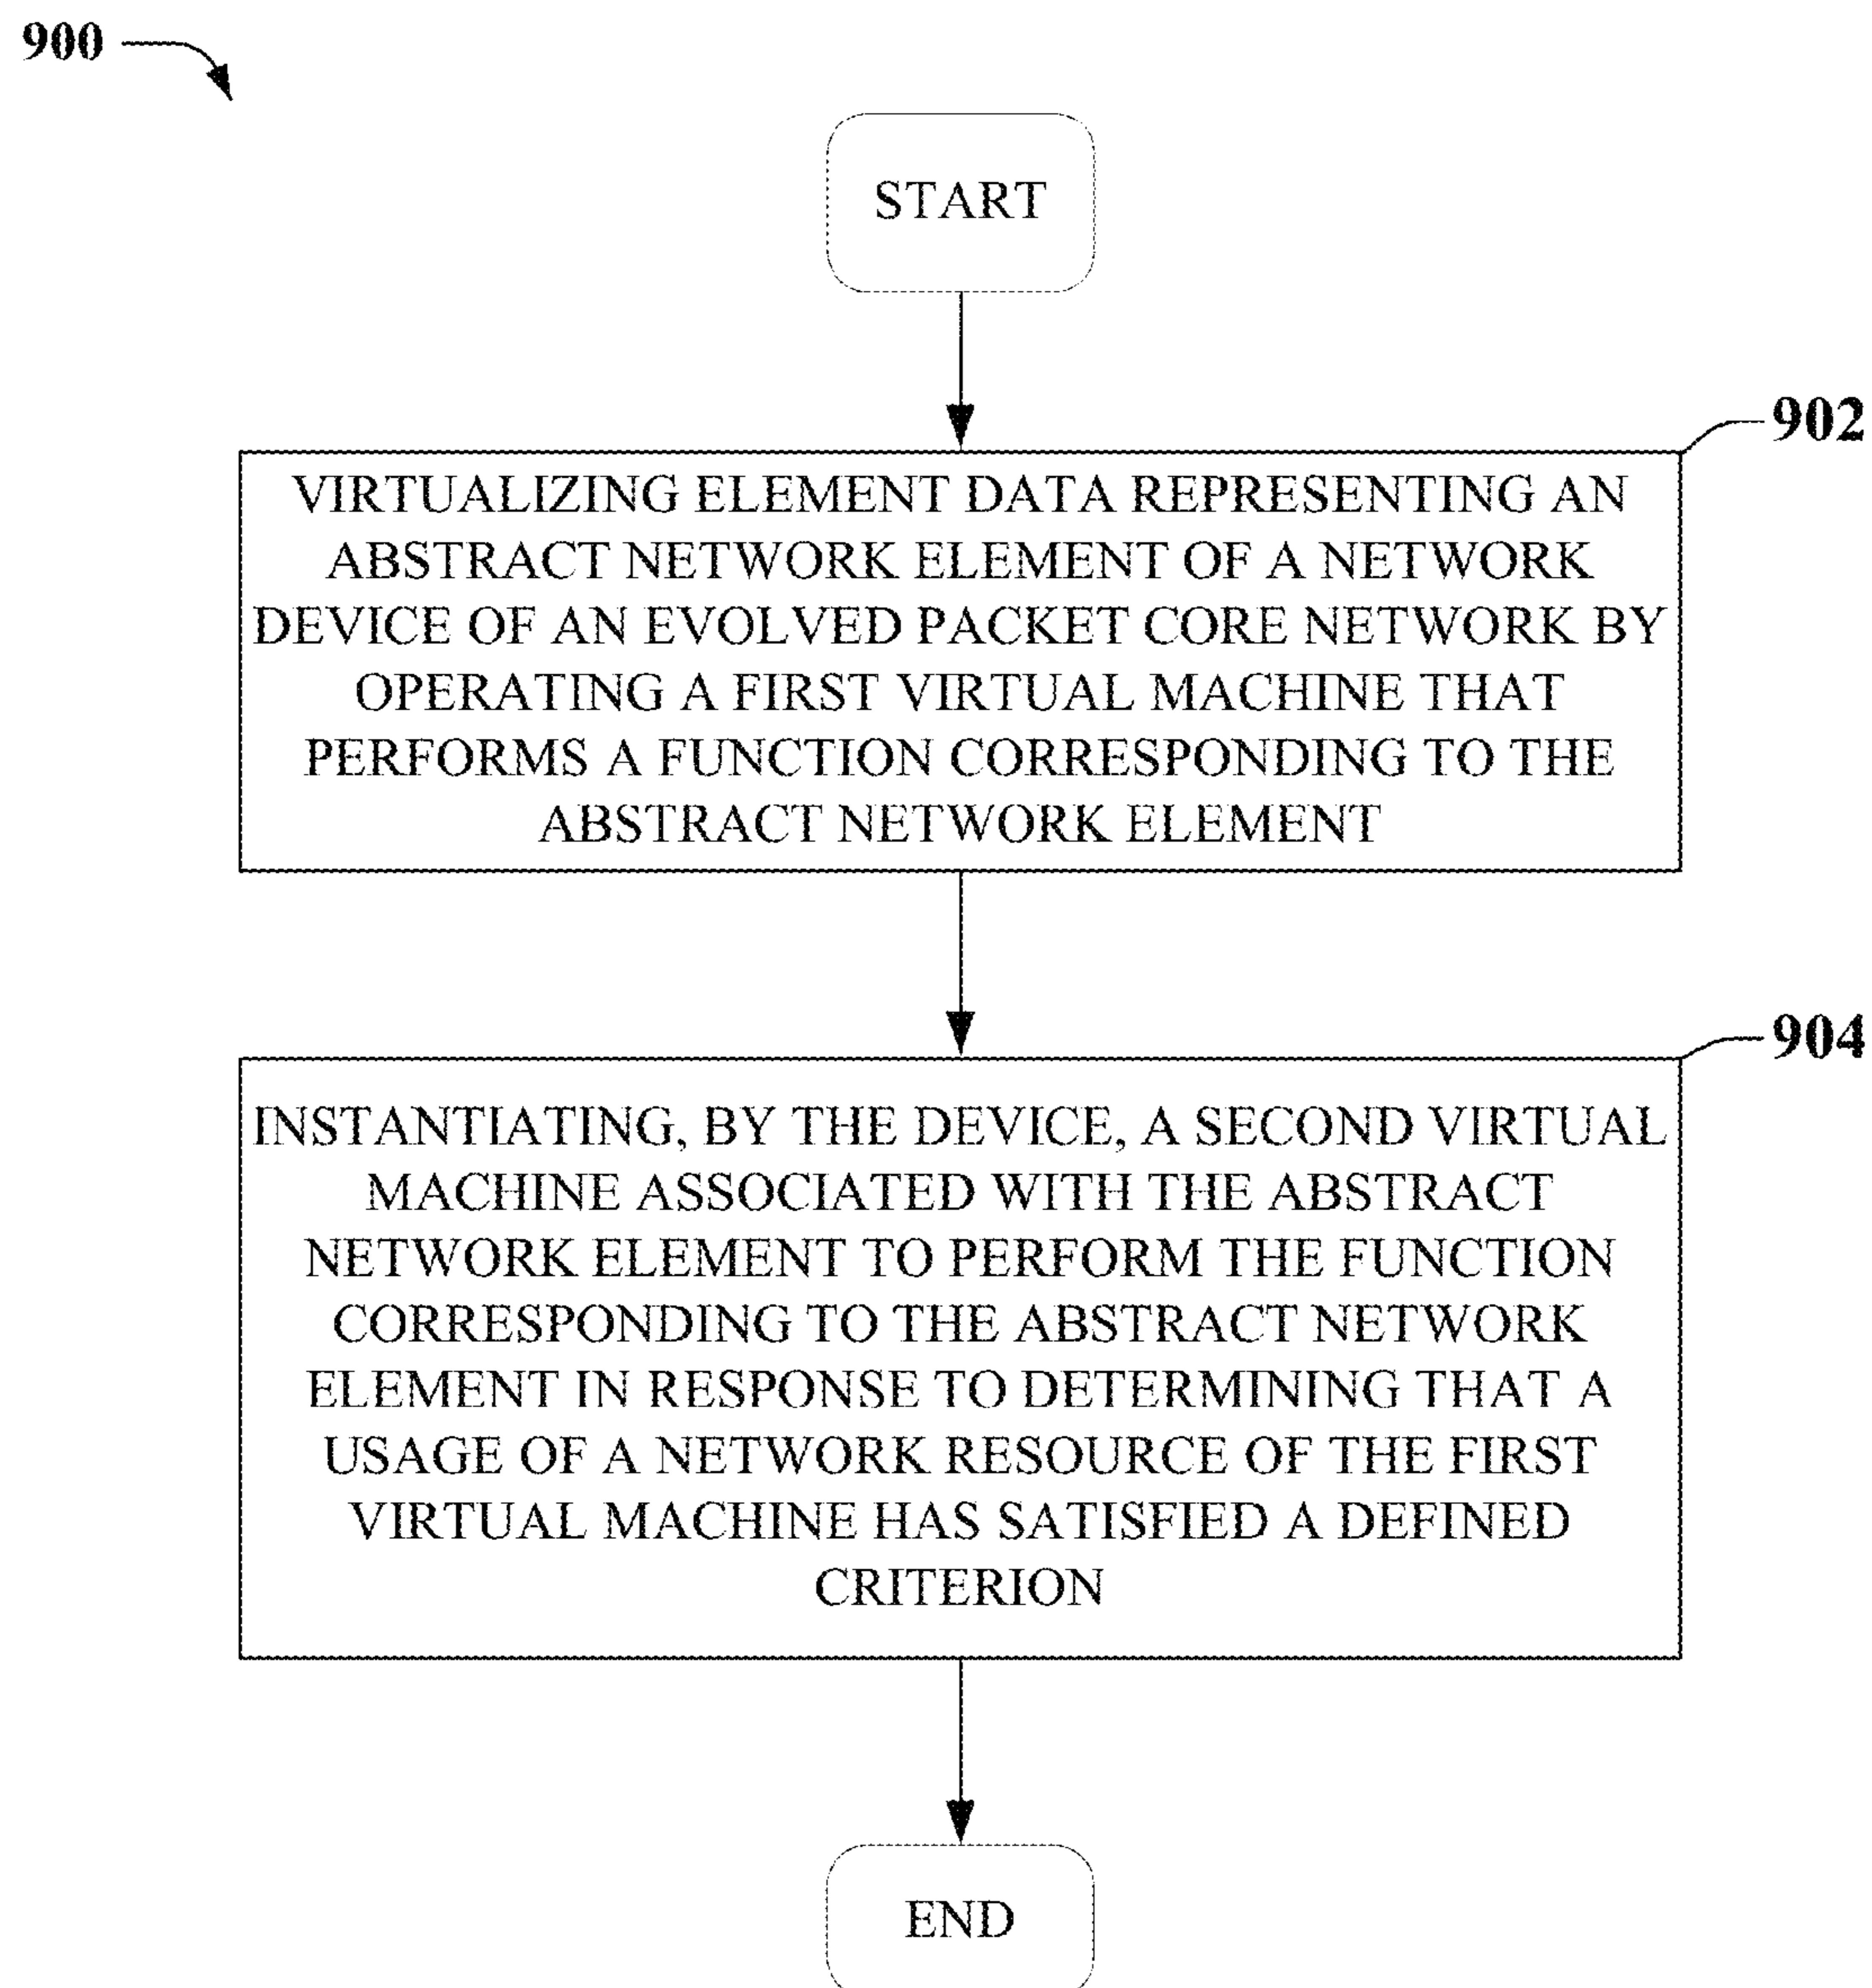 900
START
902
VIRTUALIZING ELEMENT DATA REPRESENTING AN
ABSTRACT NETWORK ELEMENT OF A NETWORK
DEVICE OF AN EVOLVED PACKET CORE NETWORK BY
OPERATING A FIRST VIRTUAL MACHINE THAT
PERFORMS A FUNCTION CORRESPONDING TO THE
ABSTRACT NETWORK ELEMENT
904
INSTANTIATING, BY THE DEVICE, A SECOND VIRTUAL
MACHINE ASSOCIATED WITH THE ABSTRACT
NETWORK ELEMENT TO PERFORM THE FUNCTION
CORRESPONDING TO THE ABSTRACT NETWORK
ELEMENT IN RESPONSE TO DETERMINING THAT A
USAGE OF A NETWORK RESOURCE OF THE FIRST
VIRTUAL MACHINE HAS SATISFIED A DEFINED
CRITERION
END